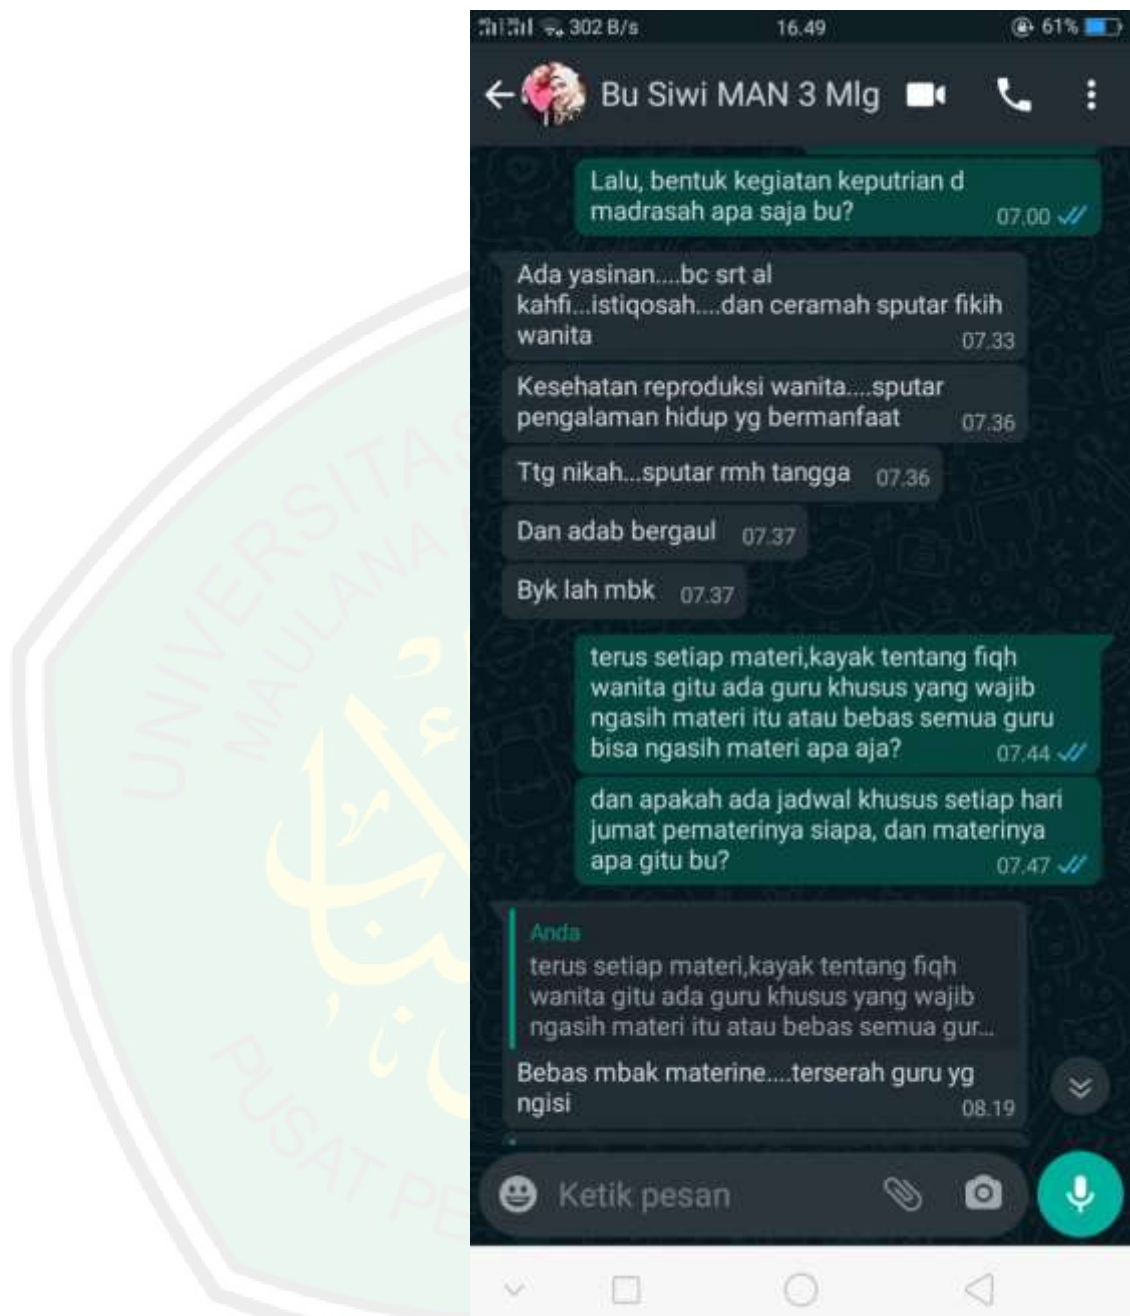 302 B/s 16.49 61%
Bu Siwi MAN 3 Mlg
Lalu, bentuk kegiatan keputrian d
madrasah apa saja bu? 07.00
Ada yasinan....bc srt al
kahfi...istiqosah....dan ceramah sputar fikih
wanita 07.33
Kesehatan reproduksi wanita....sputar
pengalaman hidup yg bermanfaat 07.36
Ttg nikah...sputar rmh tangga 07.36
Dan adab bergaul 07.37
Byk lah mbk 07.37
terus setiap materi,kayak tentang fiqh
wanita gitu ada guru khusus yang wajib
ngasih materi itu atau bebas semua guru
bisa ngasih materi apa aja? 07.44
dan apakah ada jadwal khusus setiap hari
jumat pematerinya siapa, dan materinya
apa gitu bu? 07.47
Anda
terus setiap materi,kayak tentang fiqh
wanita gitu ada guru khusus yang wajib
ngasih materi itu atau bebas semua gur...
Bebas mbak materine....terserah guru yg
ngisi 08.19
Ketik pesan
UNIVERSITAS
MAULANA
PUSAT PE